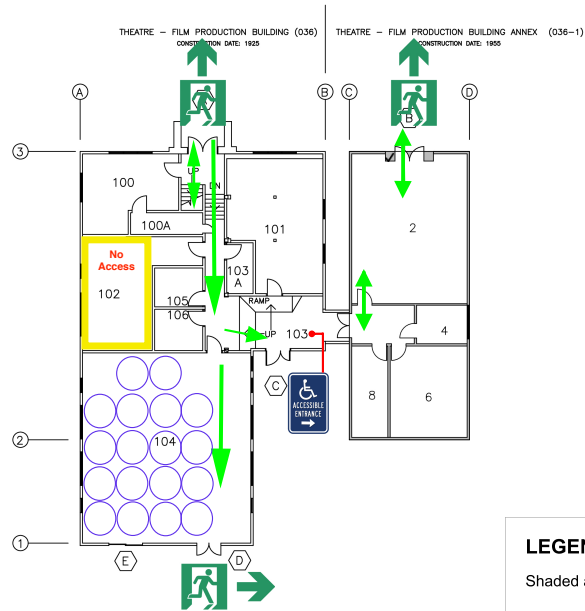 THEATRE – FILM PRODUCTION BUILDING (036)
CONSTRUCTION DATE: 1925
THEATRE – FILM PRODUCTION BUILDING ANNEX (036-1)
CONSTRUCTION DATE: 1955
A
B
C
D
B
3
UP
DN
100
100A
101
2
No
Access
102
103
A
105
106
RAMP
UP
103
4
C
ACCESSIBLE
ENTRANCE
8
6
2
104
1
E
D
LEGEN
Shaded a